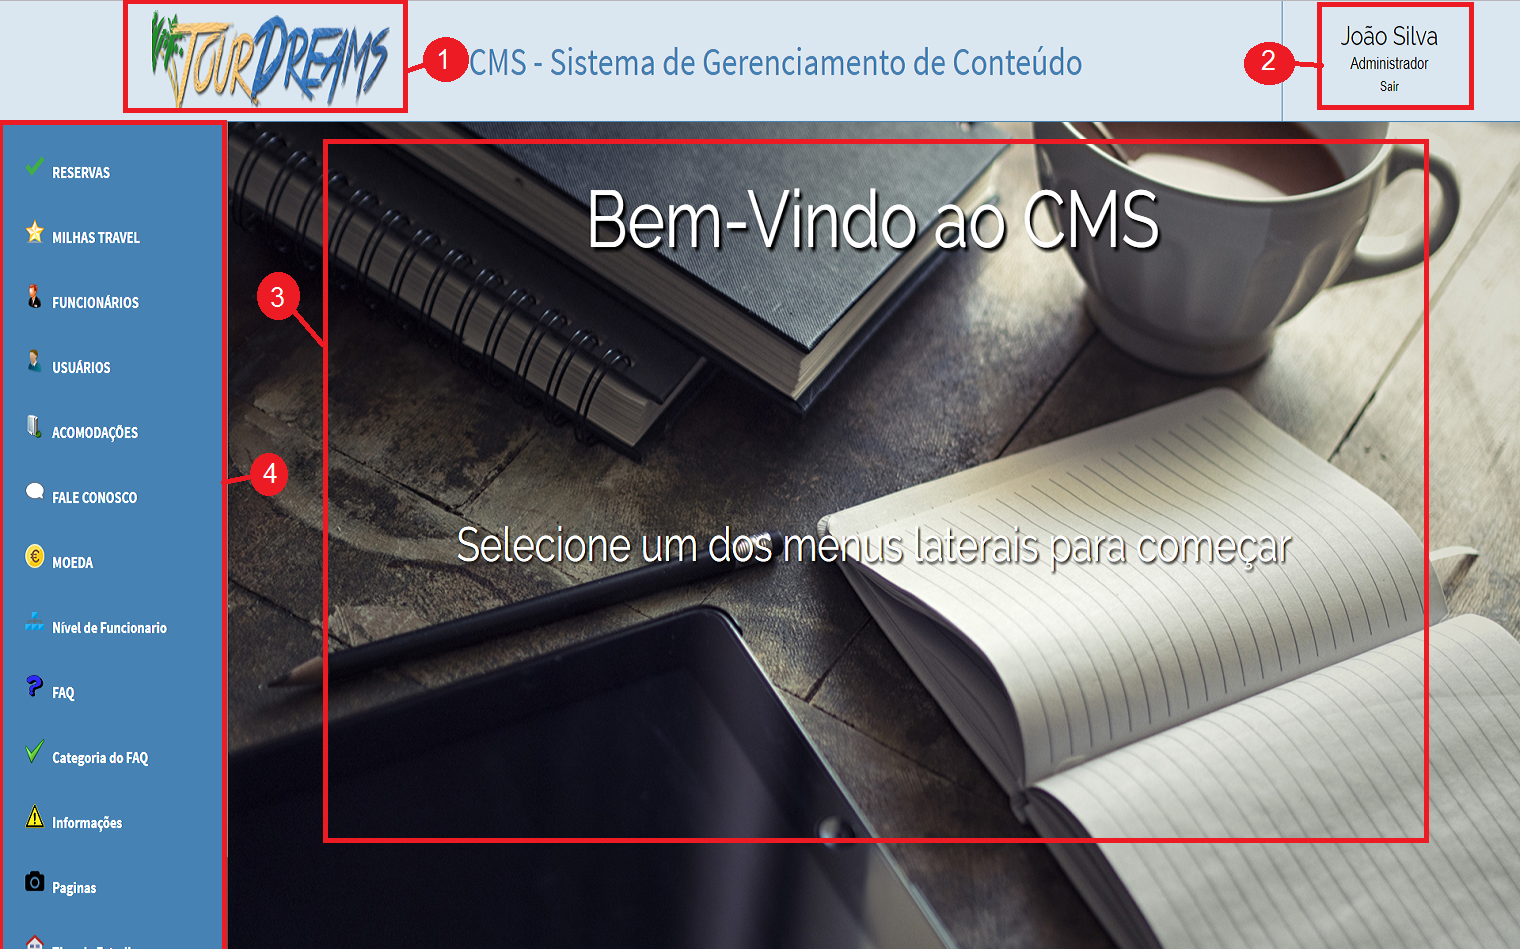 TOURDREAMS
1
CMS - Sistema de Gerenciamento de Conteúdo
2
João Silva
Administrador
Sair
RESERVAS
MILHAS TRAVEL
FUNCIONÁRIOS
USUÁRIOS
ACOMODAÇÕES
FALE CONOSCO
MOEDA
Nível de Funcionario
FAQ
Categoria do FAQ
Informações
Paginas
3
4
Bem-Vindo ao CMS
Selecione um dos menus laterais para começar